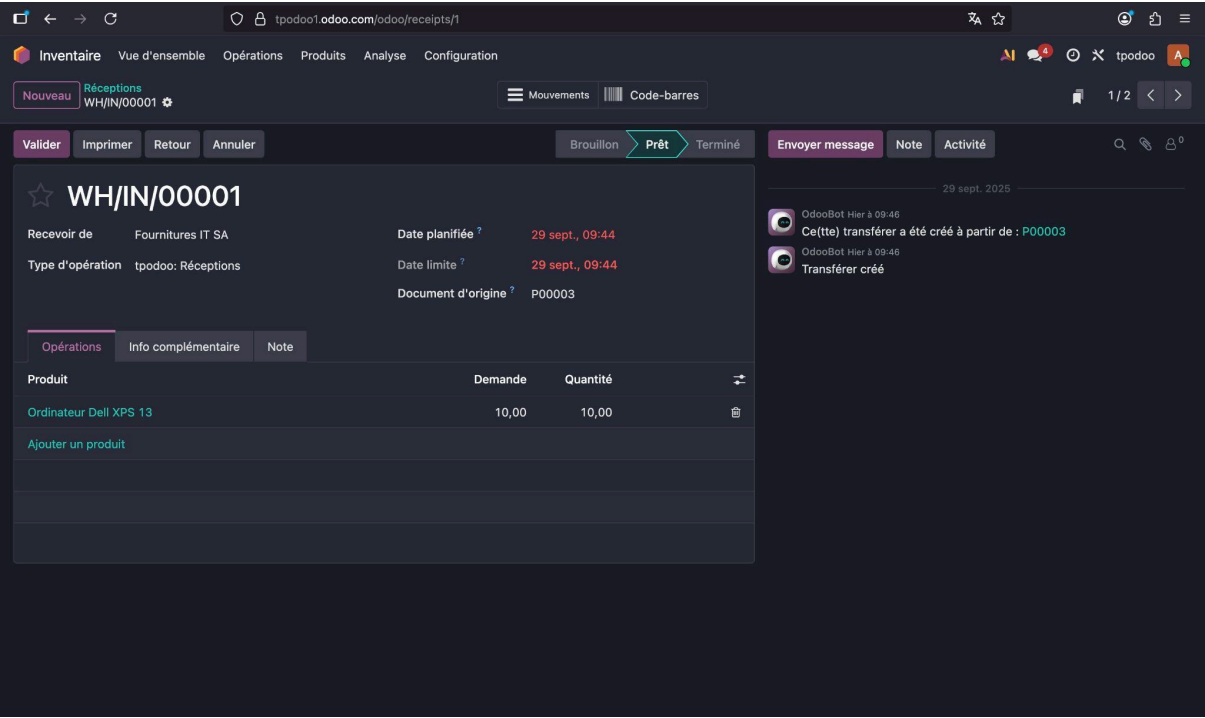 tpodoo1.odoo.com/odoo/receipts/1
Inventaire Vue d'ensemble Opérations Produits Analyse Configuration
AI 4 tpodoo A
Nouveau
Réceptions
WH/IN/00001
Mouvements Code-barres
1/2
Valider Imprimer Retour Annuler
Brouillon Prêt Terminé
Envoyer message Note Activité
0
WH/IN/00001
Recevoir de Fournitures IT SA
Date planifiée ? 29 sept., 09:44
Type d'opération tpodoo: Réceptions
Date limite ? 29 sept., 09:44
Document d'origine ? P00003
Opérations Info complémentaire Note
Produit Demande Quantité
Ordinateur Dell XPS 13 10,00 10,00
Ajouter un produit
29 sept. 2025
OdooBot Hier à 09:46
Ce(tte) transférer a été créé à partir de : P00003
OdooBot Hier à 09:46
Transférer créé